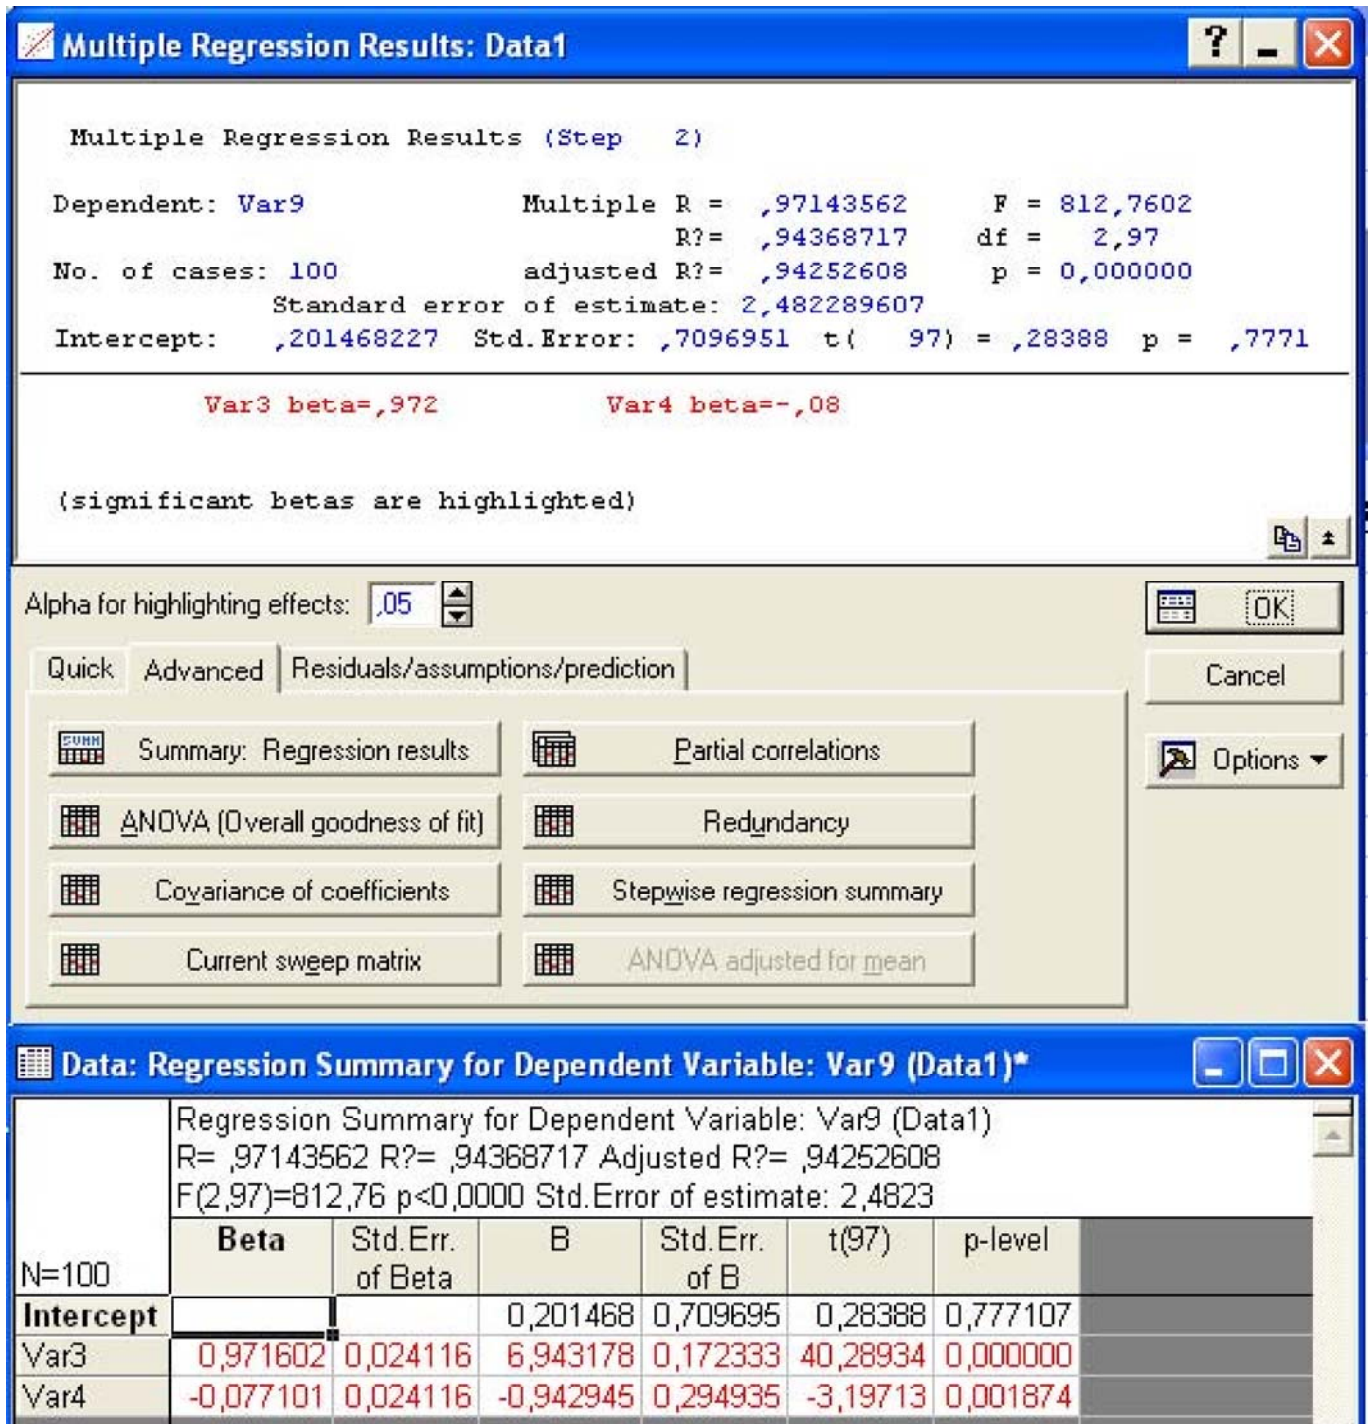 Multiple Regression Results: Data1
Multiple Regression Results (Step 2)
Dependent: Var9 Multiple R = ,97143562 F = 812,7602
R?= ,94368717 df = 2,97
No. of cases: 100 adjusted R?= ,94252608 p = 0,000000
Standard error of estimate: 2,482289607
Intercept: ,201468227 Std.Error: ,7096951 t( 97) = ,28388 p = ,7771
Var3 beta=,972 Var4 beta=-,08
(significant betas are highlighted)
Alpha for highlighting effects: ,05
OK
Quick Advanced Residuals/assumptions/prediction
Cancel
Summary: Regression results Partial correlations
Options
ANOVA (Overall goodness of fit) Redundancy
Covariance of coefficients Stepwise regression summary
Current sweep matrix ANOVA adjusted for mean
Data: Regression Summary for Dependent Variable: Var9 (Data1)*
Regression Summary for Dependent Variable: Var9 (Data1)
R= ,97143562 R?= ,94368717 Adjusted R?= ,94252608
F(2,97)=812,76 p<0,0000 Std.Error of estimate: 2,4823
Beta Std.Err. B Std.Err. t(97) p-level
N=100 of Beta of B
Intercept 0,201468 0,709695 0,28388 0,777107
Var3 0,971602 0,024116 6,943178 0,172333 40,28934 0,000000
Var4 -0,077101 0,024116 -0,942945 0,294935 -3,19713 0,001874